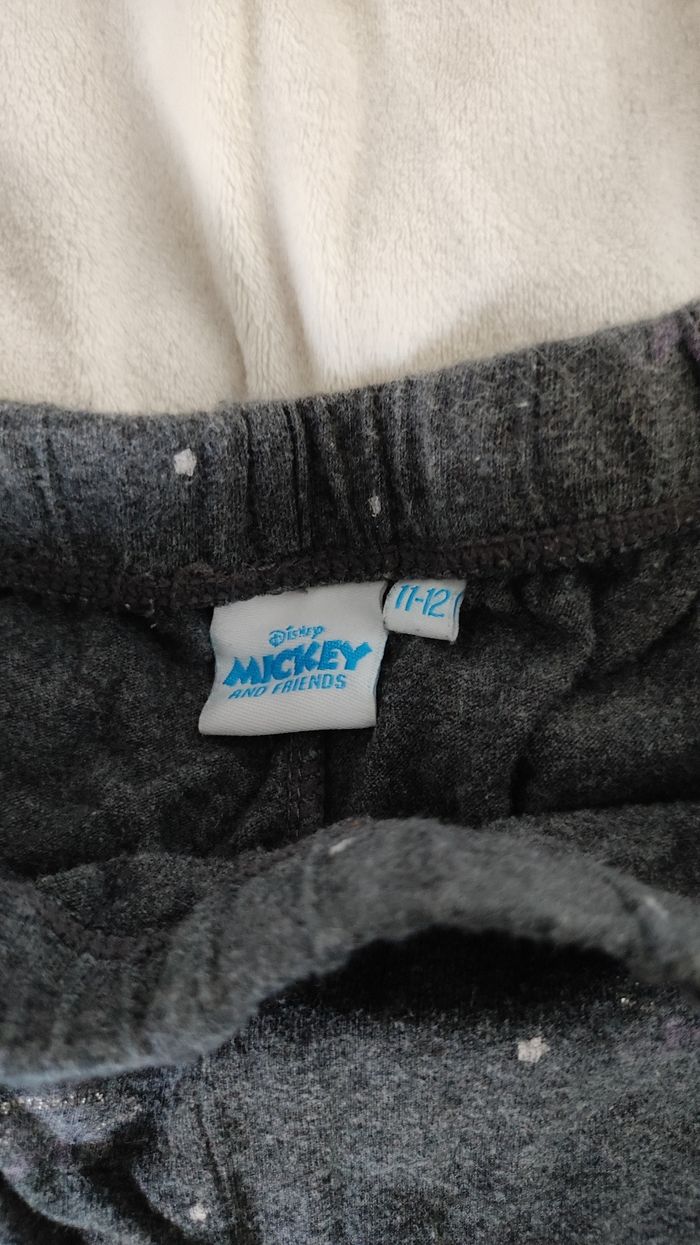 Disney
MICKEY
AND FRIENDS
11-12